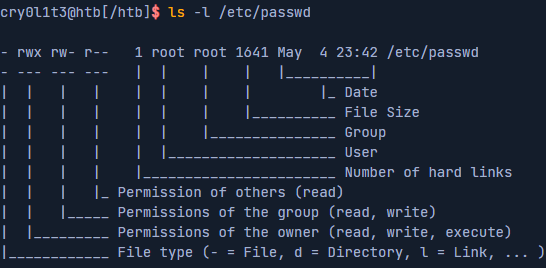 cry0l1t3@htb[/htb]$ ls -l /etc/passwd
- rwx rw- r--   1 root root 1641 May  4 23:42 /etc/passwd
- --- --- ---   |  |    |    |   |__________|
|  |   |   |    |  |    |    |        |_ Date
|  |   |   |    |  |    |    |__________ File Size
|  |   |   |    |  |    |_______________ Group
|  |   |   |    |  |____________________ User
|  |   |   |    |_______________________ Number of hard links
|  |   |   |_ Permission of others (read)
|  |   |_____ Permissions of the group (read, write)
|  |_________ Permissions of the owner (read, write, execute)
|____________ File type (- = File, d = Directory, l = Link, ... )